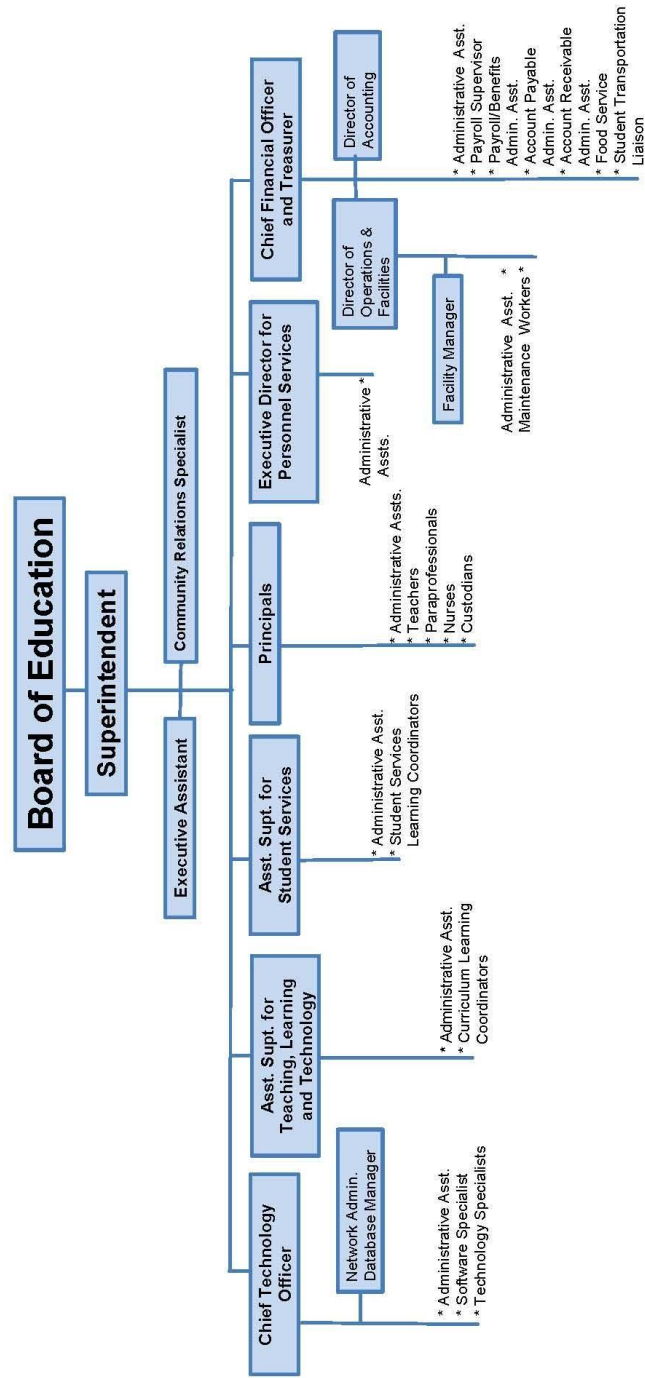 Board of Education
Superintendent
Executive Assistant
Community Relations Specialist
Chief Technology
Officer
Network Admin.
Database Manager
* Administrative Asst.
* Software Specialist
* Technology Specialists
Asst. Supt. for
Teaching, Learning
and Technology
* Administrative Asst.
* Curriculum Learning
Coordinators
Asst. Supt. for
Student Services
* Administrative Asst.
* Student Services
Learning Coordinators
Principals
* Administrative Assts.
* Teachers
* Paraprofessionals
* Nurses
* Custodians
Executive Director for
Personnel Services
Administrative *
Assts.
Chief Financial Officer
and Treasurer
Director of
Operations &
Facilities
Director of
Accounting
Facility Manager
Administrative Asst. *
Maintenance Workers *
* Administrative Asst.
* Payroll Supervisor
* Payroll/Benefits
Admin. Asst.
* Account Payable
Admin. Asst.
* Account Receivable
Admin. Asst.
* Food Service
* Student Transportation
Liaison